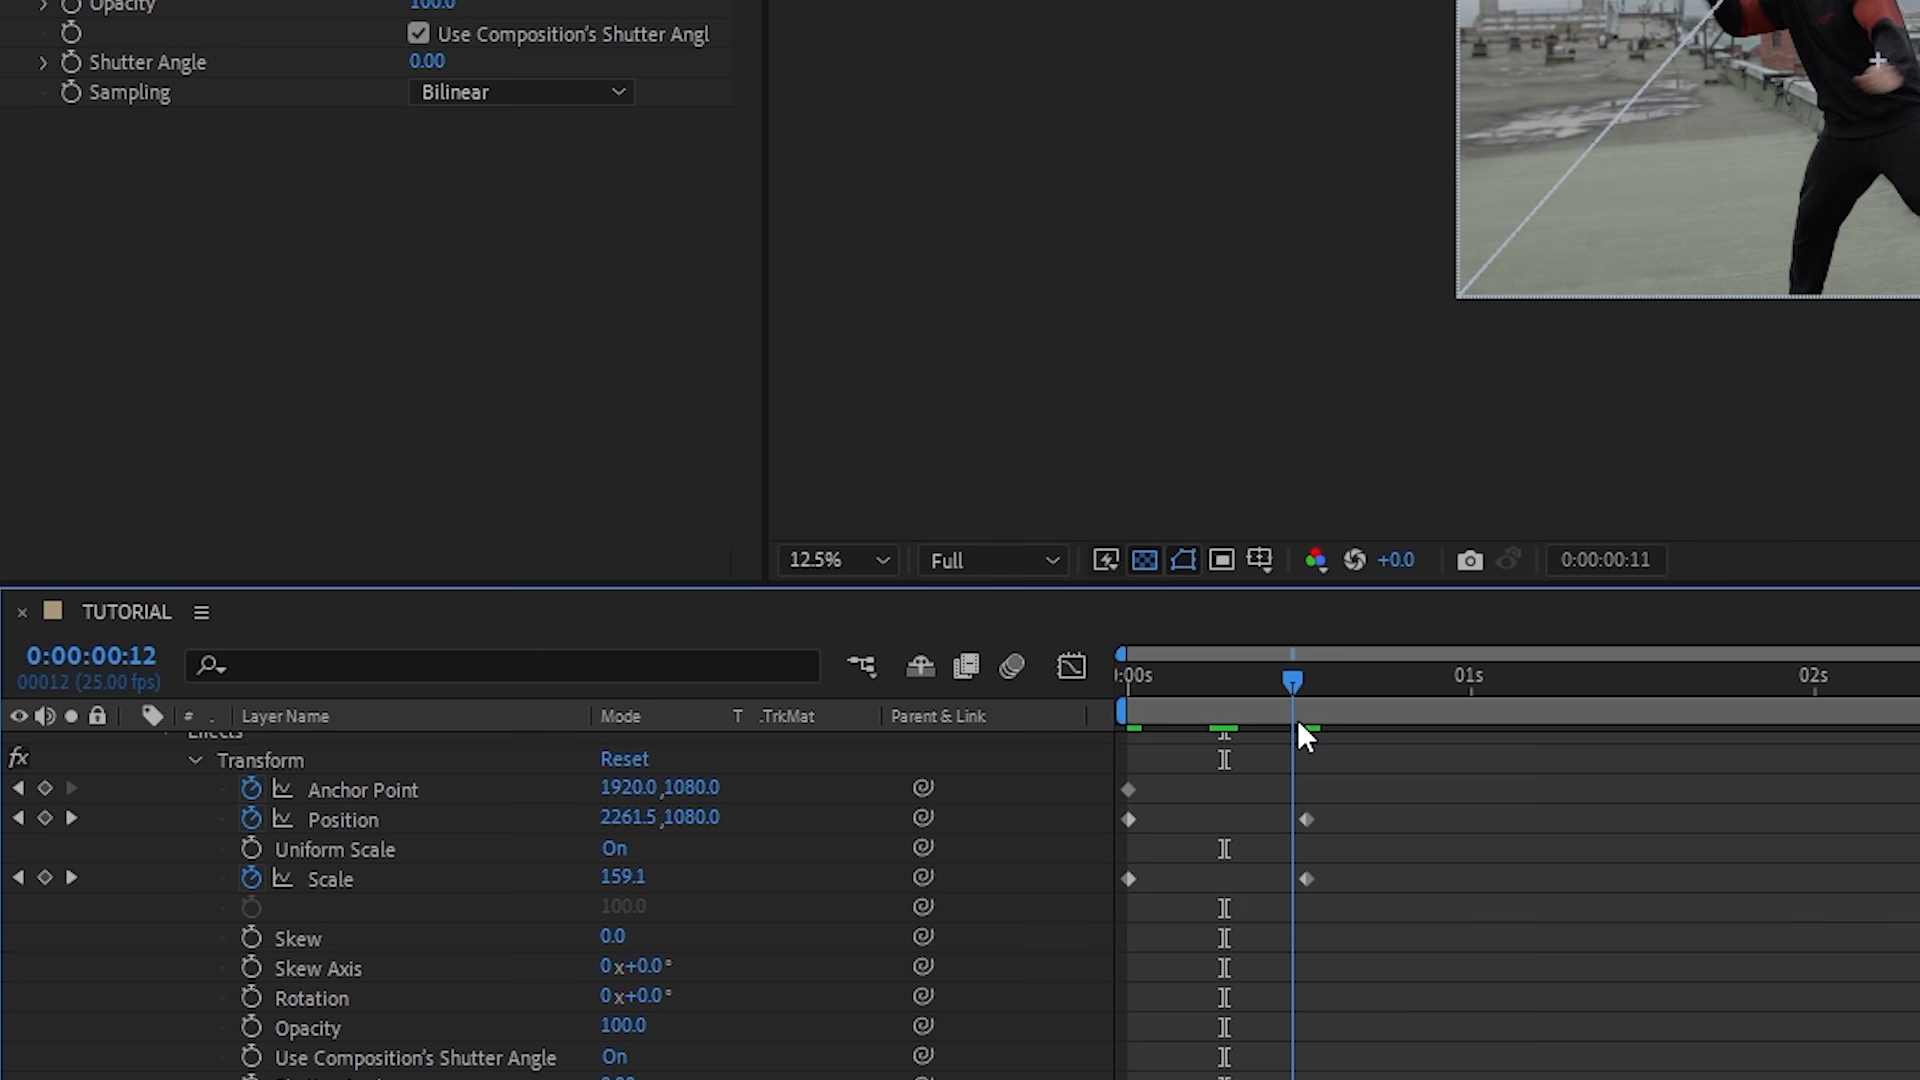 Opacity 100.0
Use Composition's Shutter Angl
Shutter Angle 0.00
Sampling Bilinear
12.5% Full +0.0 0:00:00:11
TUTORIAL
0:00:00:12
00012 (25.00 fps)
:00s 01s 02s
# . Layer Name Mode T .TrkMat Parent & Link
Effects
fx Transform Reset
Anchor Point 1920.0,1080.0
Position 2261.5,1080.0
Uniform Scale On
Scale 159.1
100.0
Skew 0.0
Skew Axis 0x+0.0°
Rotation 0x+0.0°
Opacity 100.0
Use Composition's Shutter Angle On